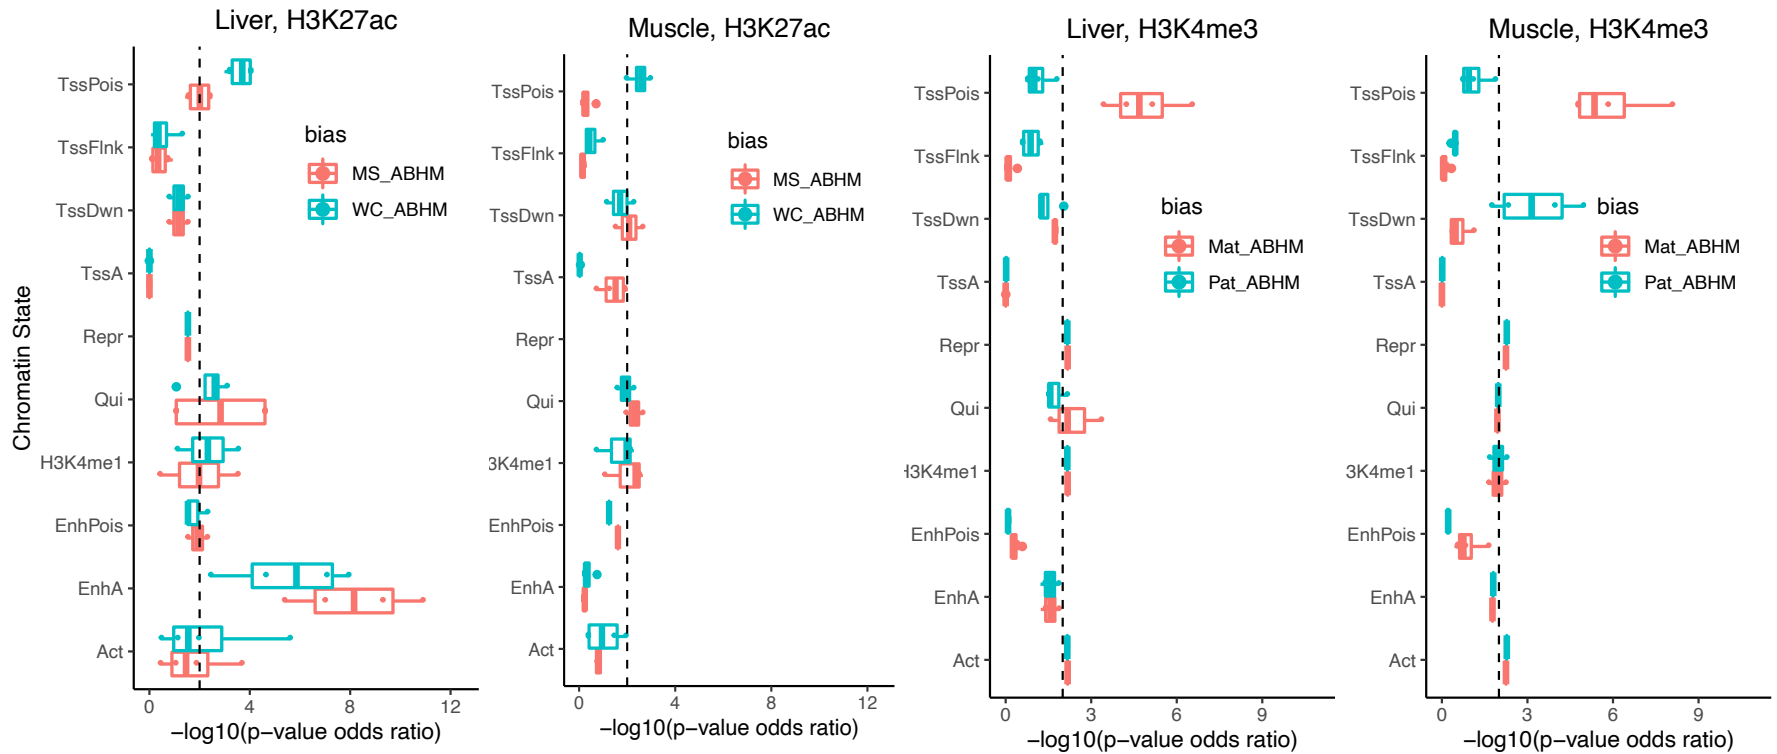 Liver, H3K27ac
Chromatin State
TssPois
TssFlnk
TssDwn
TssA
Repr
Qui
H3K4me1
EnhPois
EnhA
Act
bias
MS_ABHM
WC_ABHM
0 4 8 12
−log10(p−value odds ratio)
Muscle, H3K27ac
TssPois
TssFlnk
TssDwn
TssA
Repr
Qui
3K4me1
EnhPois
EnhA
Act
bias
MS_ABHM
WC_ABHM
0 4 8 12
−log10(p−value odds ratio)
Liver, H3K4me3
TssPois
TssFlnk
TssDwn
TssA
Repr
Qui
H3K4me1
EnhPois
EnhA
Act
bias
Mat_ABHM
Pat_ABHM
0 3 6 9
−log10(p−value odds ratio)
Muscle, H3K4me3
TssPois
TssFlnk
TssDwn
TssA
Repr
Qui
3K4me1
EnhPois
EnhA
Act
bias
Mat_ABHM
Pat_ABHM
0 3 6 9
−log10(p−value odds ratio)